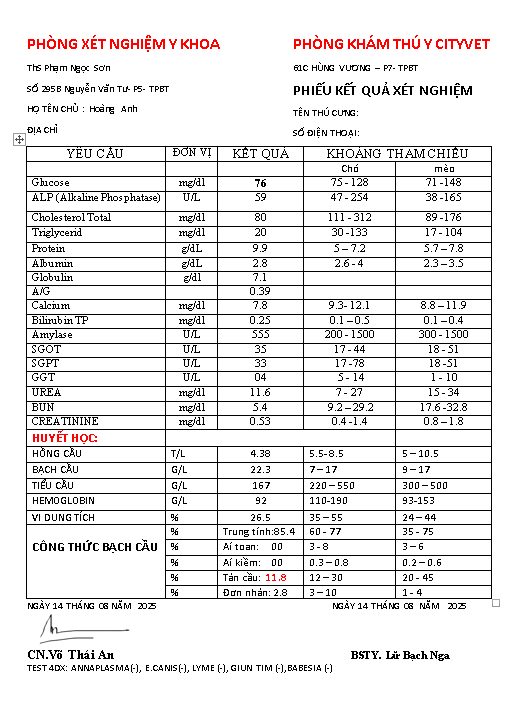 PHÒNG XÉT NGHIỆM Y KHOA PHÒNG KHÁM THÚ Y CITYVET
ThS Phạm Ngọc Sơn 61C HÙNG VƯƠNG – P7- TPBT
SỐ 295B Nguyễn Văn Tư- P5- TPBT PHIẾU KẾT QUẢ XÉT NGHIỆM
HỌ TÊN CHỦ : Hoàng Anh TÊN THÚ CƯNG:
ĐỊA CHỈ SỐ ĐIỆN THOẠI:
YÊU CẦU ĐƠN VỊ KẾT QUẢ KHOẢNG THAM CHIẾU
Chó mèo
Glucose mg/dl 76 75 - 128 71 -148
ALP (Alkaline Phosphatase) U/L 59 47 - 254 38 -165
Cholesterol Total mg/dl 80 111 - 312 89 -176
Triglycerid mg/dl 20 30 -133 17 - 104
Protein g/dL 9.9 5 – 7.2 5.7 – 7.8
Albumin g/dL 2.8 2.6 - 4 2.3 – 3.5
Globulin g/dl 7.1
A/G 0.39
Calcium mg/dl 7.8 9.3- 12.1 8.8 – 11.9
Bilirubin TP mg/dl 0.25 0.1 – 0.5 0.1 – 0.4
Amylase U/L 555 200 - 1500 300 - 1500
SGOT U/L 35 17 - 44 18 - 51
SGPT U/L 33 17 -78 18 -51
GGT U/L 04 5 - 14 1 - 10
UREA mg/dl 11.6 7 - 27 15 - 34
BUN mg/dl 5.4 9.2 – 29.2 17.6 -32.8
CREATININE mg/dl 0.53 0.4 -1.4 0.8 – 1.8
HUYẾT HỌC:
HỒNG CẦU T/L 4.38 5.5- 8.5 5 – 10.5
BẠCH CẦU G/L 22.3 7 – 17 9 – 17
TIỂU CẦU G/L 167 220 – 550 300 – 500
HEMOGLOBIN G/L 92 110-190 93-153
VI DUNG TÍCH % 26.5 35 – 55 24 – 44
CÔNG THỨC BẠCH CẦU % Trung tính:85.4 60 - 77 35 - 75
% Aí toan: 00 3 - 8 3 – 6
% Aí kiềm: 00 0.3 – 0.8 0.2 – 0.6
% Tân cầu: 11.8 12 – 30 20 - 45
% Đơn nhân: 2.8 3 – 10 1 - 4
NGÀY 14 THÁNG 08 NĂM 2025 NGÀY 14 THÁNG 08 NĂM 2025
CN.Võ Thái An BSTY. Lữ Bạch Nga
TEST 4DX: ANNAPLASMA(-), E.CANIS(-), LYME (-), GIUN TIM (-),BABESIA (-)